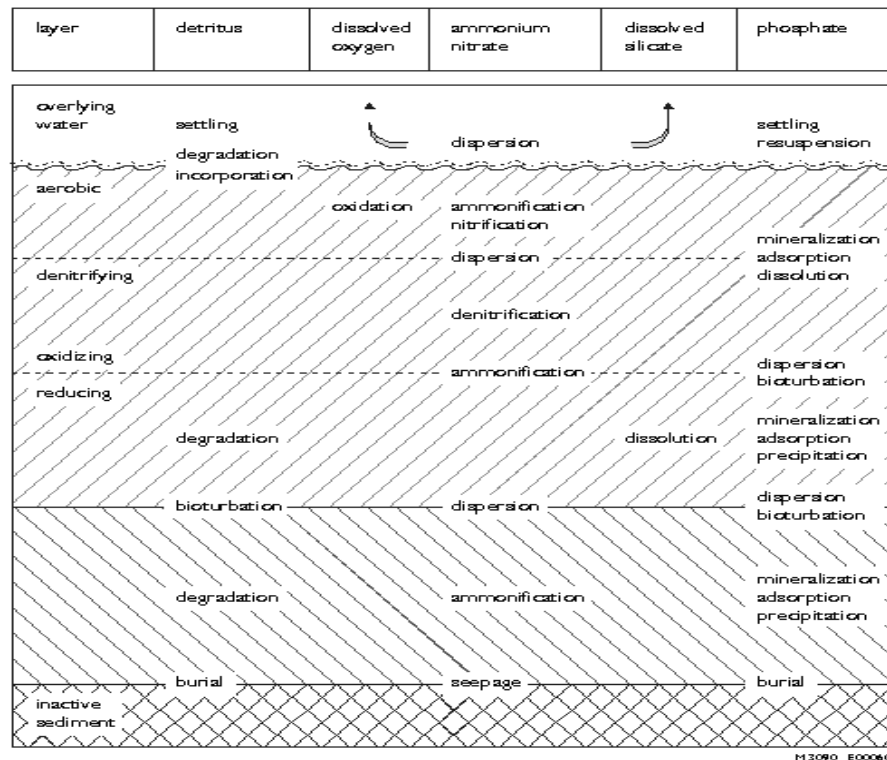 layer
detritus
dissolved
oxygen
ammonium
nitrate
dissolved
silicate
phosphate
overlying
water
settling
dispersion
settling
resuspension
degradation
incorporation
aerobic
oxidation
ammonification
nitrification
mineralization
adsorption
dissolution
dispersion
denitrifying
denitrification
oxidizing
ammonification
dispersion
bioturbation
reducing
degradation
dissolution
mineralization
adsorption
precipitation
bioturbation
dispersion
dispersion
bioturbation
degradation
ammonification
mineralization
adsorption
precipitation
burial
seepage
burial
inactive
sediment